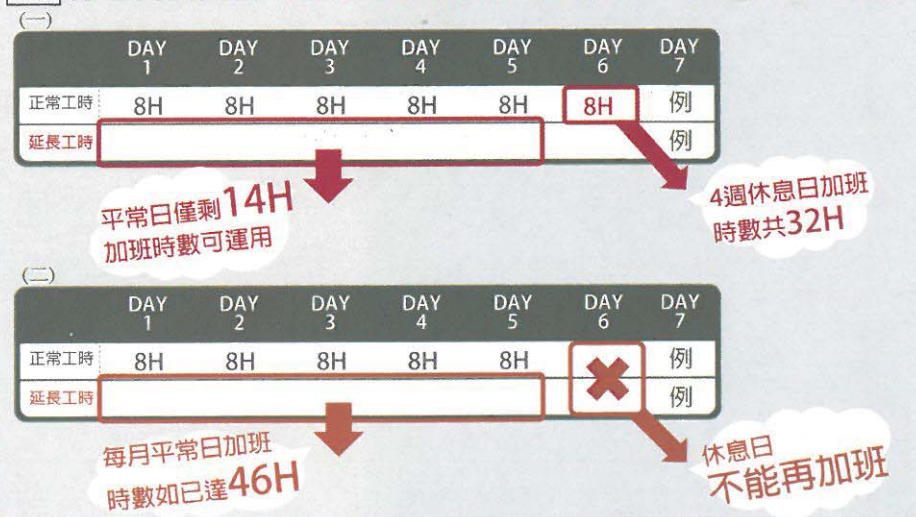 (一)
DAY 1 DAY 2 DAY 3 DAY 4 DAY 5 DAY 6 DAY 7
正常工時 8H 8H 8H 8H 8H 8H 例
延長工時 例
平常日僅剩14H
加班時數可運用
4週休息日加班
時數共32H
(二)
DAY 1 DAY 2 DAY 3 DAY 4 DAY 5 DAY 6 DAY 7
正常工時 8H 8H 8H 8H 8H 例
延長工時 例
每月平常日加班
時數如已達46H
休息日
不能再加班